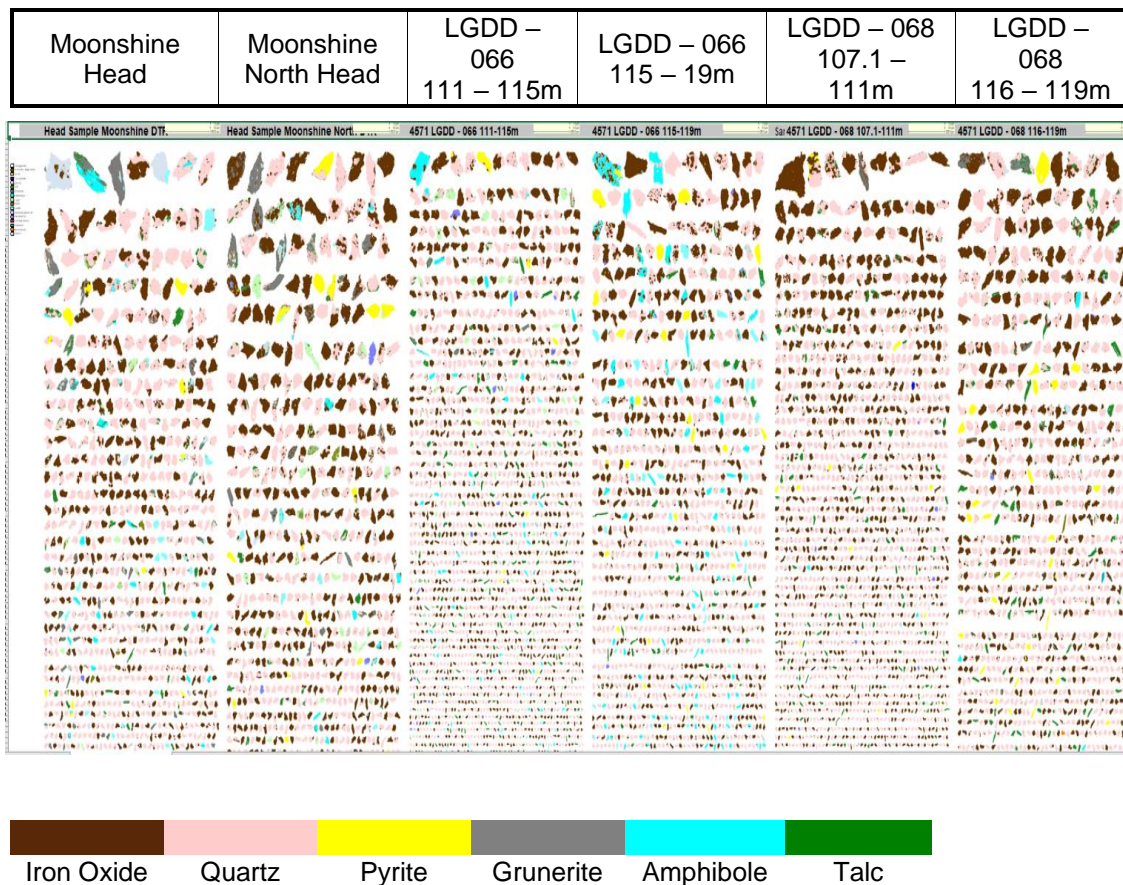 Moonshine
Head
Moonshine
North Head
LGDD –
066
111 – 115m
LGDD – 066
115 – 19m
LGDD – 068
107.1 –
111m
LGDD –
068
116 – 119m
Head Sample Moonshine DTR
Head Sample Moonshine North
4571 LGDD - 066 111-115m
4571 LGDD - 066 115-119m
4571 LGDD - 068 107.1-111m
4571 LGDD - 068 116-119m
Iron Oxide
Quartz
Pyrite
Grunerite
Amphibole
Talc